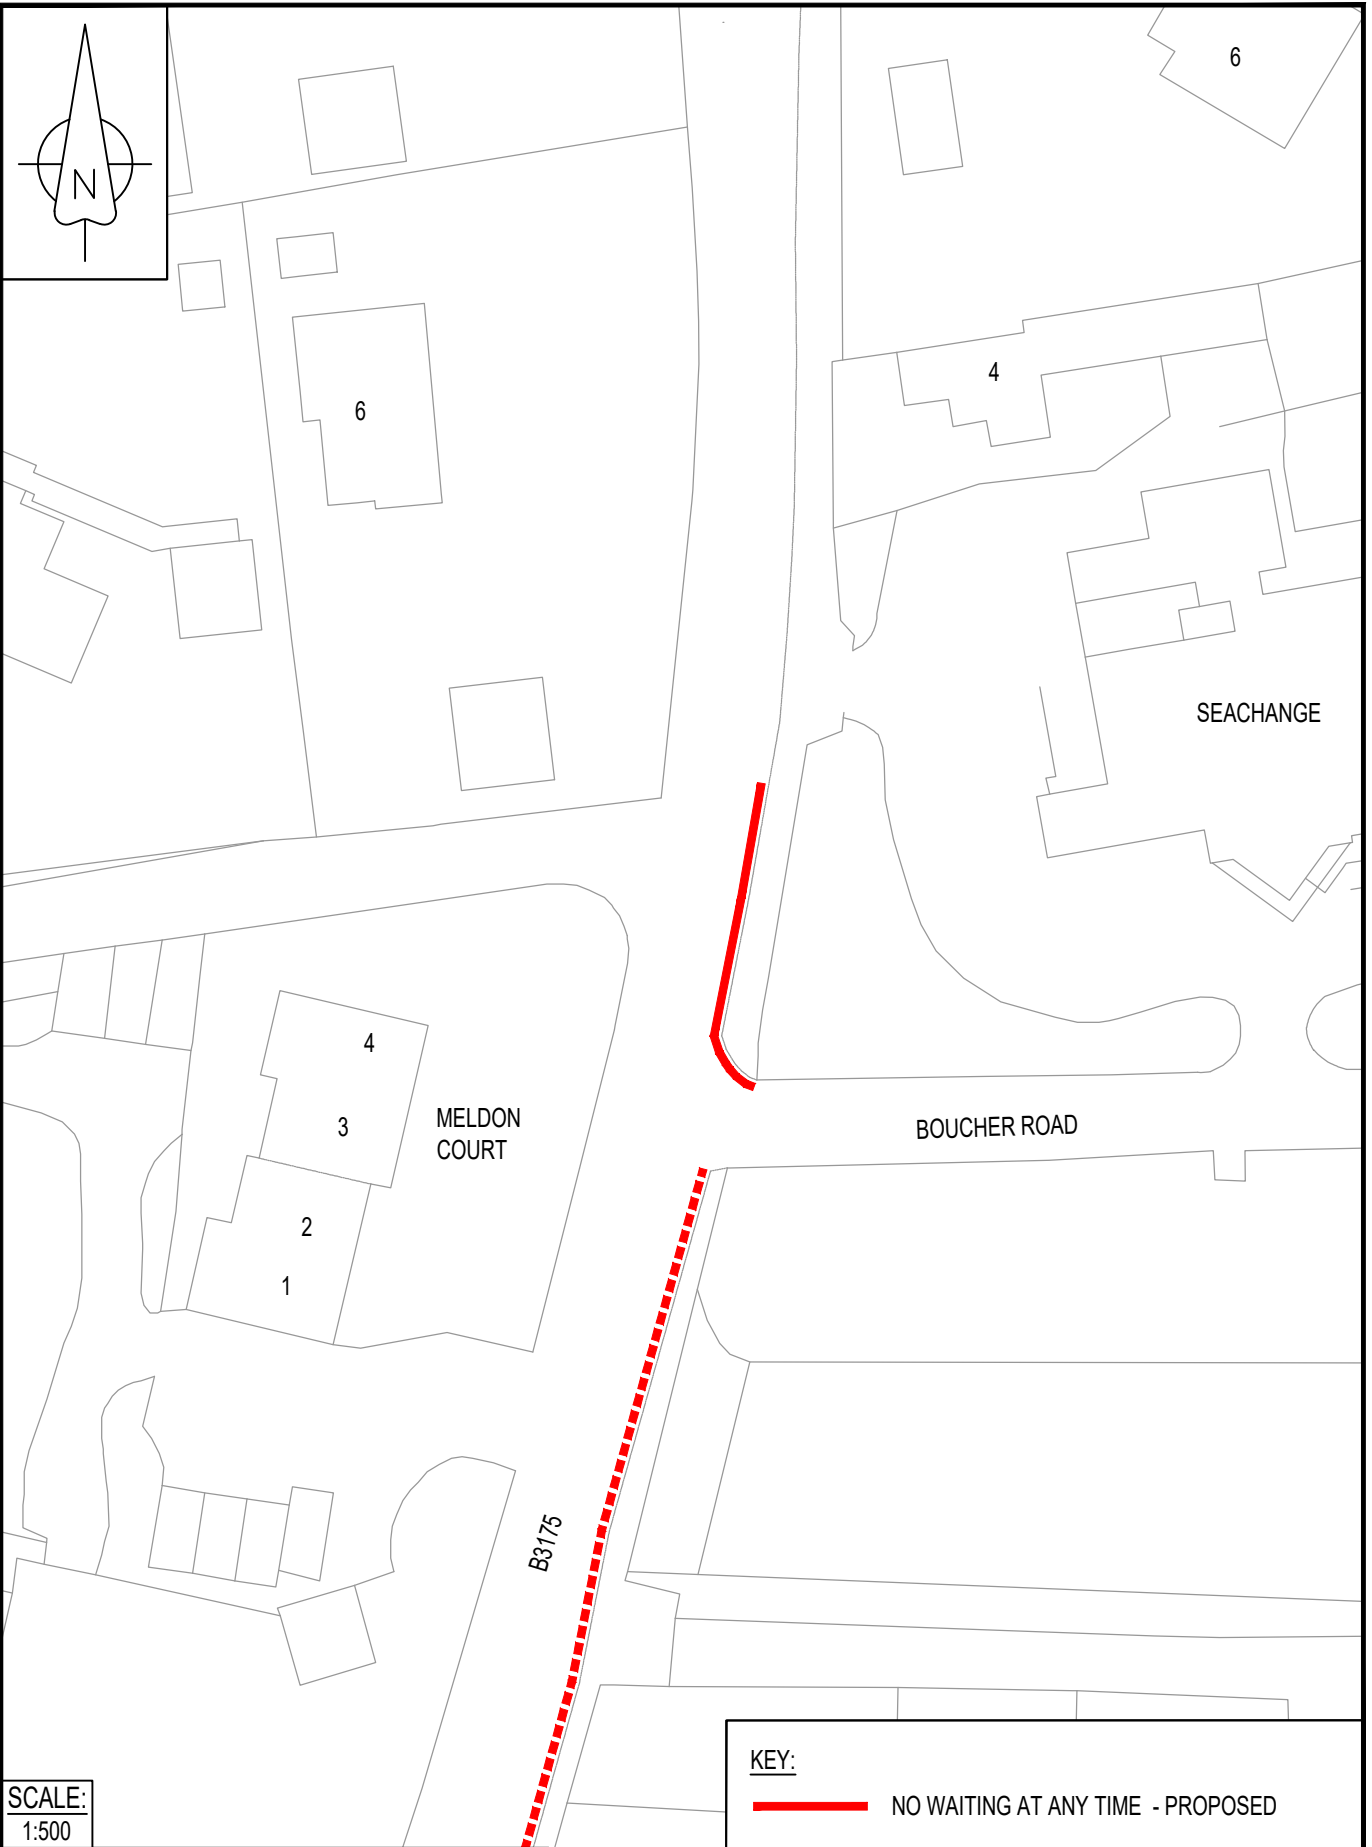 N
6
6
4
SEACHANGE
4
3
MELDON
COURT
BOUCHER ROAD
2
1
B3175
KEY:
NO WAITING AT ANY TIME - PROPOSED
SCALE:
1:500